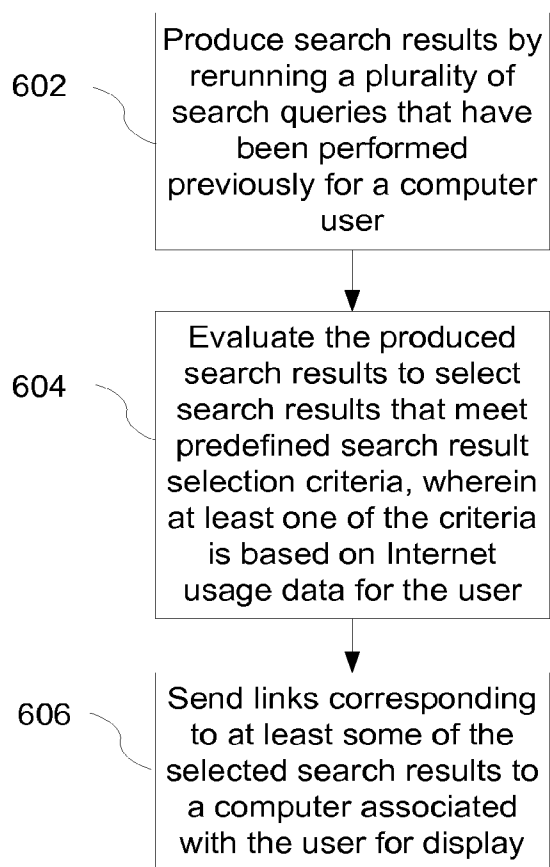 Produce search results by
rerunning a plurality of
602
search queries that have
been performed
previously for a computer
user
Evaluate the produced
search results to select
604
search results that meet
predefined search result
selection criteria, wherein
at least one of the criteria
is based on Internet
usage data for the user
Send links corresponding
606
to at least some of the
selected search results to
a computer associated
with the user for display